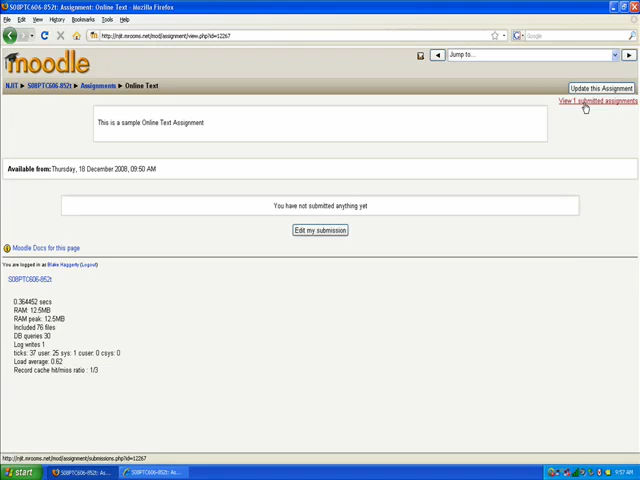 S08PTC606-852t: Assignment: Online Text - Mozilla Firefox
File Edit View History Bookmarks Tools Help
http://njit.mrooms.net/mod/assignment/view.php?id=12267
Google
moodle
Jump to...
NJIT ► S08PTC606-852t ► Assignments ► Online Text
Update this Assignment
View 1 submitted assignments
This is a sample Online Text Assignment
Available from: Thursday, 18 December 2008, 09:50 AM
You have not submitted anything yet
Edit my submission
Moodle Docs for this page
You are logged in as Blake Haggerty (Logout)
S08PTC606-852t
0.364452 secs
RAM: 12.5MB
RAM peak: 12.5MB
Included 76 files
DB queries 30
Log writes 1
ticks: 37 user: 25 sys: 1 cuser: 0 csys: 0
Load average: 0.62
Record cache hit/miss ratio : 1/3
http://njit.mrooms.net/mod/assignment/submissions.php?id=12267
start
S08PTC606-852t: As...
S08PTC606-852t: As...
9:57 AM